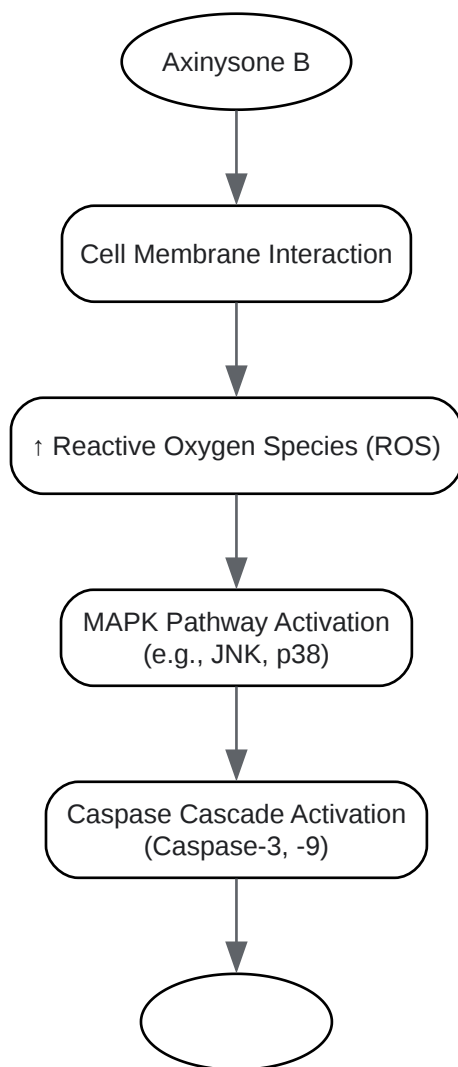 Axinysone B
Cell Membrane Interaction
↑ Reactive Oxygen Species (ROS)
MAPK Pathway Activation
(e.g., JNK, p38)
Caspase Cascade Activation
(Caspase-3, -9)